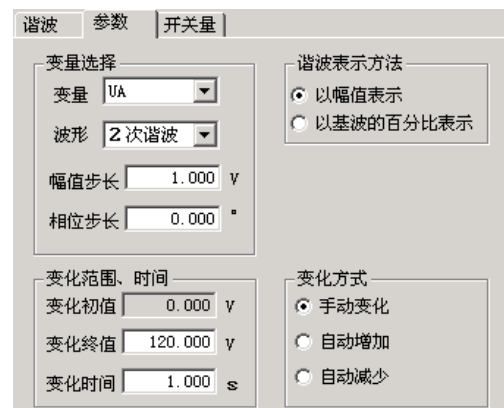 谐波 参数 开关量
变量选择
变量 UA
波形 2次谐波
幅值步长 1.000 V
相位步长 0.000 °
谐波表示方法
以幅值表示
以基波的百分比表示
变化范围、时间
变化初值 0.000 V
变化终值 120.000 V
变化时间 1.000 s
变化方式
手动变化
自动增加
自动减少